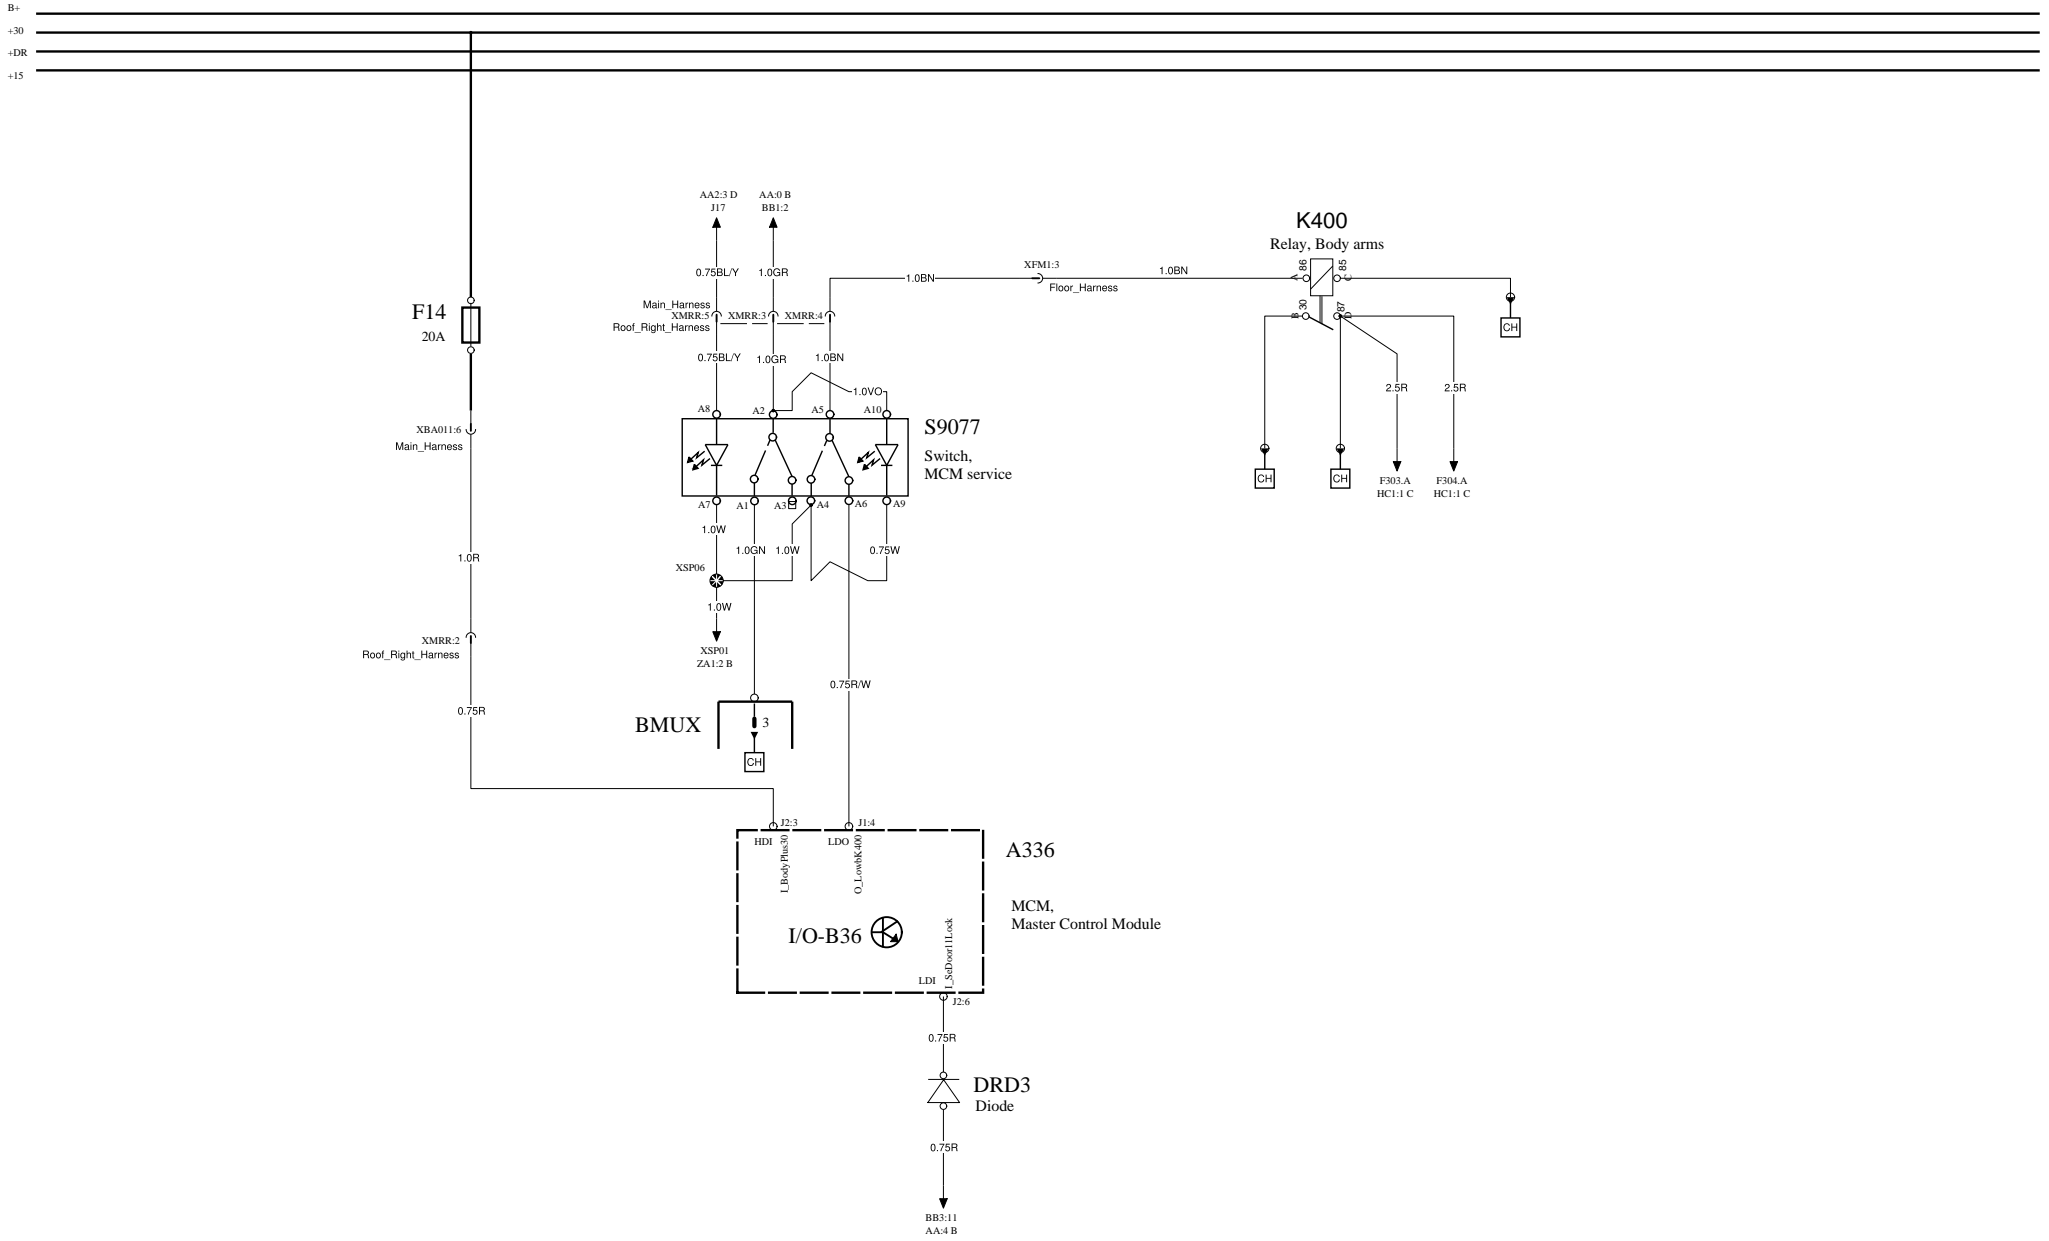 B+
+30
+DR
+15
AA2:3 D
J17
AA:0 B
BB1:2
K400
Relay, Body arms
0.75BL/Y
1.0GR
1.0BN
XFM1:3
Floor_Harness
1.0BN
A
86
85
C
Main_Harness
XMRR:5
XMRR:3
XMRR:4
Roof_Right_Harness
B
30
87
D
CH
F14
20A
0.75BL/Y
1.0GR
1.0BN
1.0VO
2.5R
2.5R
A8
A2
A5
A10
S9077
Switch,
MCM service
XBA011:6
Main_Harness
CH
CH
F303.A
HC1:1 C
F304.A
HC1:1 C
A7
A1
A3
A4
A6
A9
1.0W
1.0GN
1.0W
0.75W
1.0R
XSP06
1.0W
XMRR:2
Roof_Right_Harness
XSP01
ZA1:2 B
0.75R/W
0.75R
BMUX
3
CH
J2:3
J1:4
HDI
I_BodyPlus30
LDO
O_LowbK400
A336
MCM,
Master Control Module
I/O-B36
LDI
I_SeDoor11Lock
J2:6
0.75R
DRD3
Diode
0.75R
BB3:11
AA:4 B